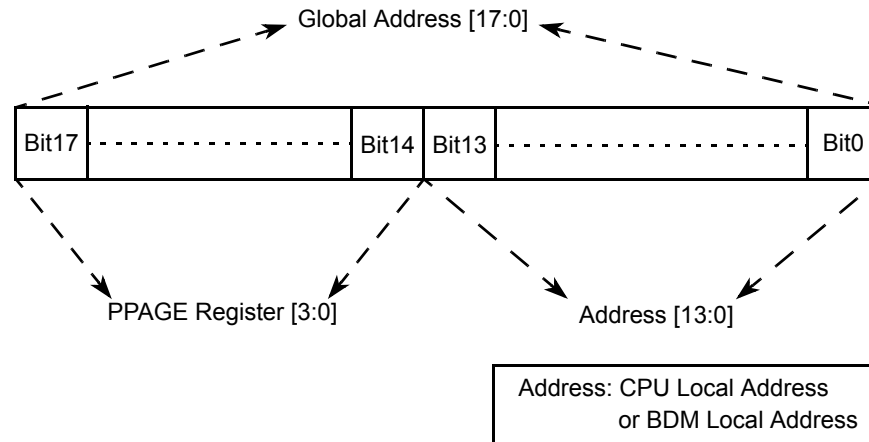 Global Address [17:0]
Bit17 Bit14 Bit13 Bit0
PPAGE Register [3:0] Address [13:0]
Address: CPU Local Address
or BDM Local Address